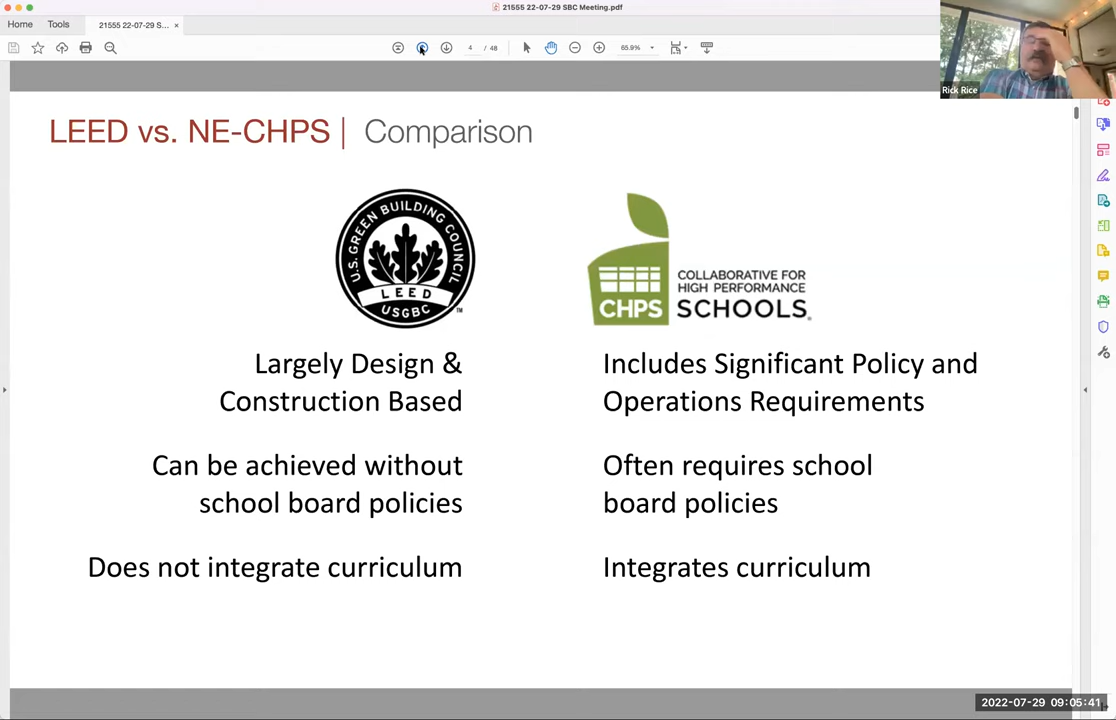 21555 22-07-29 SBC Meeting.pdf
Home Tools 21555 22-07-29 S... ×
4 / 48 65.9%
Rick Rice
LEED vs. NE-CHPS | Comparison
U.S. GREEN BUILDING COUNCIL
LEED
USGBC
TM
CHPS
COLLABORATIVE FOR
HIGH PERFORMANCE
SCHOOLS®
Largely Design &
Construction Based
Includes Significant Policy and
Operations Requirements
Can be achieved without
school board policies
Often requires school
board policies
Does not integrate curriculum
Integrates curriculum
2022-07-29 09:05:41